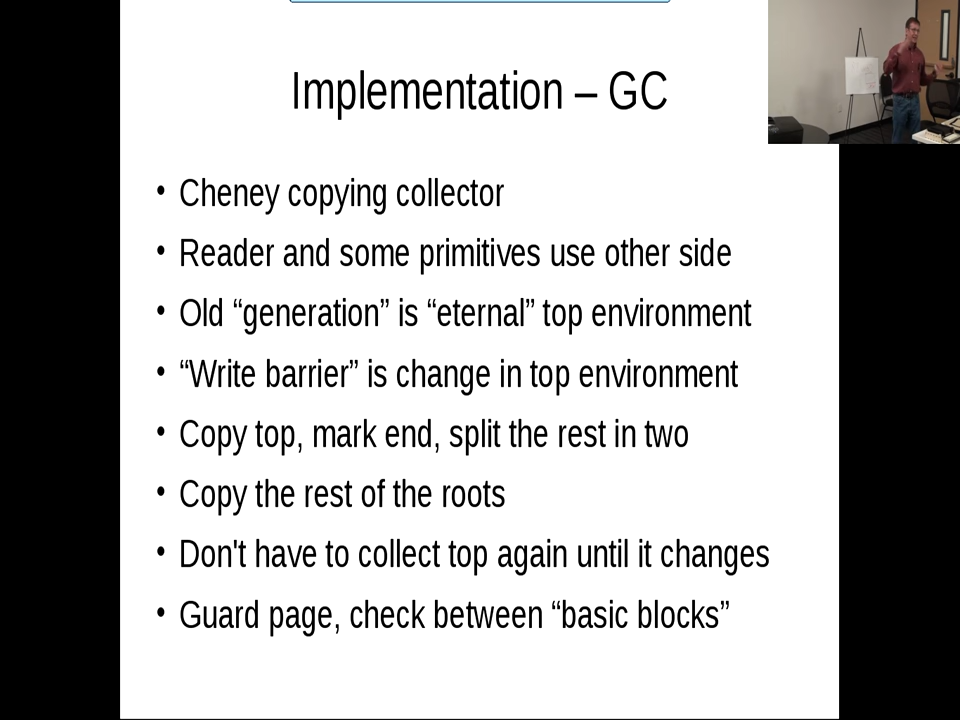 Implementation – GC
• Cheney copying collector
• Reader and some primitives use other side
• Old “generation” is “eternal” top environment
• “Write barrier” is change in top environment
• Copy top, mark end, split the rest in two
• Copy the rest of the roots
• Don't have to collect top again until it changes
• Guard page, check between “basic blocks”